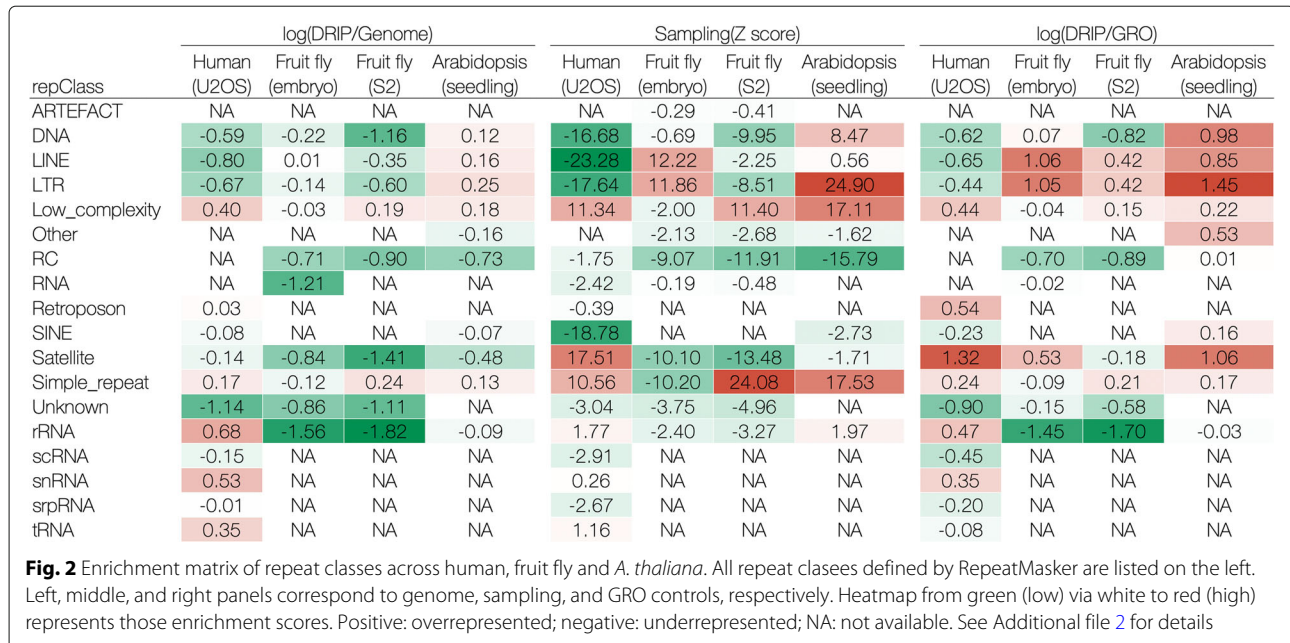 log(DRIP/Genome) Sampling(Z score) log(DRIP/GRO)
Human Fruit fly Fruit fly Arabidopsis Human Fruit fly Fruit fly Arabidopsis Human Fruit fly Fruit fly Arabidopsis
repClass (U2OS) (embryo) (S2) (seedling) (U2OS) (embryo) (S2) (seedling) (U2OS) (embryo) (S2) (seedling)
ARTEFACT NA NA NA NA NA -0.29 -0.41 NA NA NA NA NA
DNA -0.59 -0.22 -1.16 0.12 -16.68 -0.69 -9.95 8.47 -0.62 0.07 -0.82 0.98
LINE -0.80 0.01 -0.35 0.16 -23.28 12.22 -2.25 0.56 -0.65 1.06 0.42 0.85
LTR -0.67 -0.14 -0.60 0.25 -17.64 11.86 -8.51 24.90 -0.44 1.05 0.42 1.45
Low_complexity 0.40 -0.03 0.19 0.18 11.34 -2.00 11.40 17.11 0.44 -0.04 0.15 0.22
Other NA NA NA -0.16 NA -2.13 -2.68 -1.62 NA NA NA 0.53
RC NA -0.71 -0.90 -0.73 -1.75 -9.07 -11.91 -15.79 NA -0.70 -0.89 0.01
RNA NA -1.21 NA NA -2.42 -0.19 -0.48 NA NA -0.02 NA NA
Retroposon 0.03 NA NA NA -0.39 NA NA NA 0.54 NA NA NA
SINE -0.08 NA NA -0.07 -18.78 NA NA -2.73 -0.23 NA NA 0.16
Satellite -0.14 -0.84 -1.41 -0.48 17.51 -10.10 -13.48 -1.71 1.32 0.53 -0.18 1.06
Simple_repeat 0.17 -0.12 0.24 0.13 10.56 -10.20 24.08 17.53 0.24 -0.09 0.21 0.17
Unknown -1.14 -0.86 -1.11 NA -3.04 -3.75 -4.96 NA -0.90 -0.15 -0.58 NA
rRNA 0.68 -1.56 -1.82 -0.09 1.77 -2.40 -3.27 1.97 0.47 -1.45 -1.70 -0.03
scRNA -0.15 NA NA NA -2.91 NA NA NA -0.45 NA NA NA
snRNA 0.53 NA NA NA 0.26 NA NA NA 0.35 NA NA NA
srpRNA -0.01 NA NA NA -2.67 NA NA NA -0.20 NA NA NA
tRNA 0.35 NA NA NA 1.16 NA NA NA -0.08 NA NA NA
Fig. 2 Enrichment matrix of repeat classes across human, fruit fly and A. thaliana. All repeat clasees defined by RepeatMasker are listed on the left.
Left, middle, and right panels correspond to genome, sampling, and GRO controls, respectively. Heatmap from green (low) via white to red (high)
represents those enrichment scores. Positive: overrepresented; negative: underrepresented; NA: not available. See Additional file 2 for details